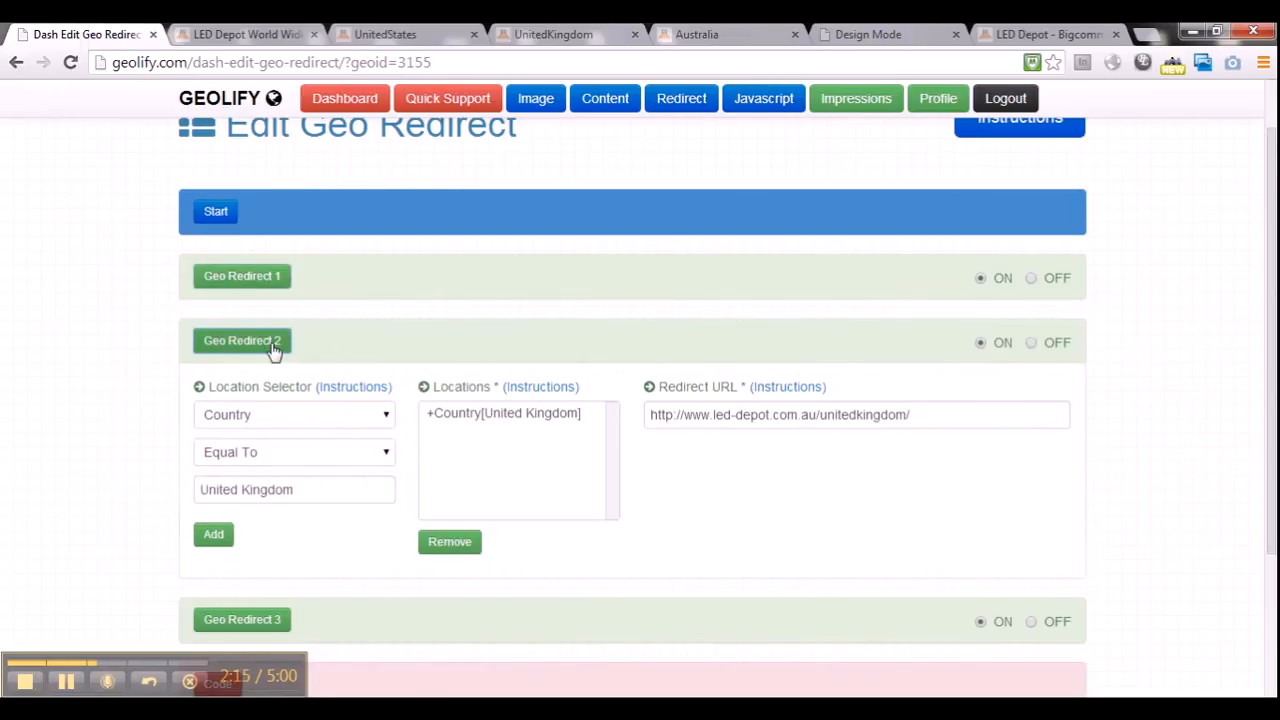 Dash Edit Geo Redirec
LED Depot World Wid
UnitedStates
UnitedKingdom
Australia
Design Mode
LED Depot - Bigcomm
geolify.com/dash-edit-geo-redirect/?geoid=3155
NEW
GEOLIFY
Dashboard
Quick Support
Image
Content
Redirect
Javascript
Impressions
Profile
Logout
Edit Geo Redirect
Instructions
Start
Geo Redirect 1
ON OFF
Geo Redirect 2
ON OFF
Location Selector (Instructions)
Locations * (Instructions)
Redirect URL * (Instructions)
Country
+Country[United Kingdom]
http://www.led-depot.com.au/unitedkingdom/
Equal To
United Kingdom
Add
Remove
Geo Redirect 3
ON OFF
2:15 / 5:00
Code